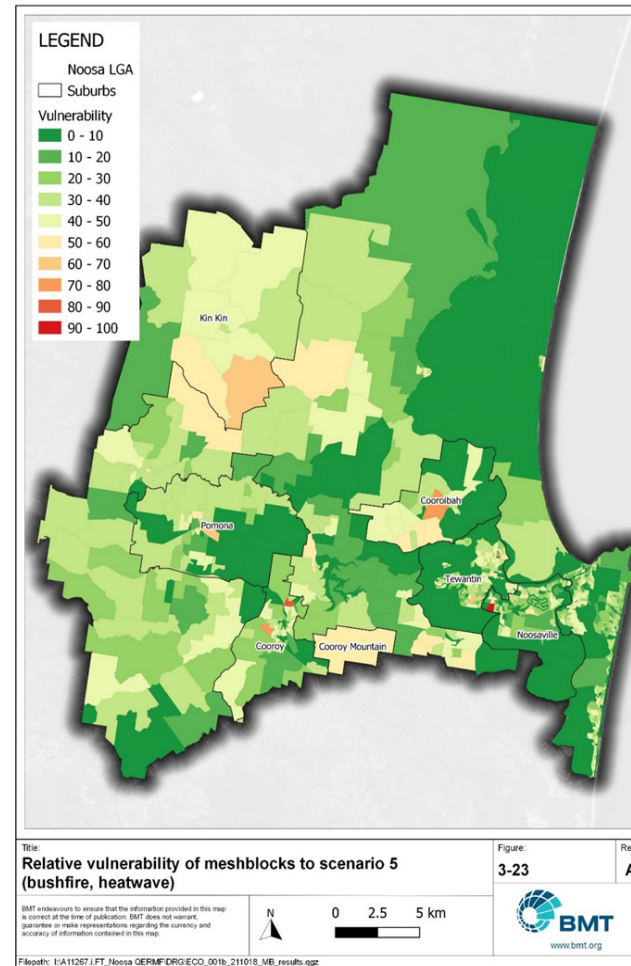 LEGEND
Noosa LGA
Suburbs
Vulnerability
0 - 10
10 - 20
20 - 30
30 - 40
40 - 50
50 - 60
60 - 70
70 - 80
80 - 90
90 - 100
Kin Kin
Cooroibah
Pomona
Tewantin
Noosaville
Cooroy
Cooroy Mountain
Title:
Relative vulnerability of meshblocks to scenario 5
(bushfire, heatwave)
Figure:
3-23
Re
A
BMT endeavours to ensure that the information provided in this map
is correct at the time of publication. BMT does not warrant,
guarantee or make representations regarding the currency and
accuracy of information contained in this map.
N
0 2.5 5 km
BMT
www.bmt.org
Filepath: I:\A11267.i.FT_Noosa QERMF\DRG\ECO_001b_211018_MB_results.qgz